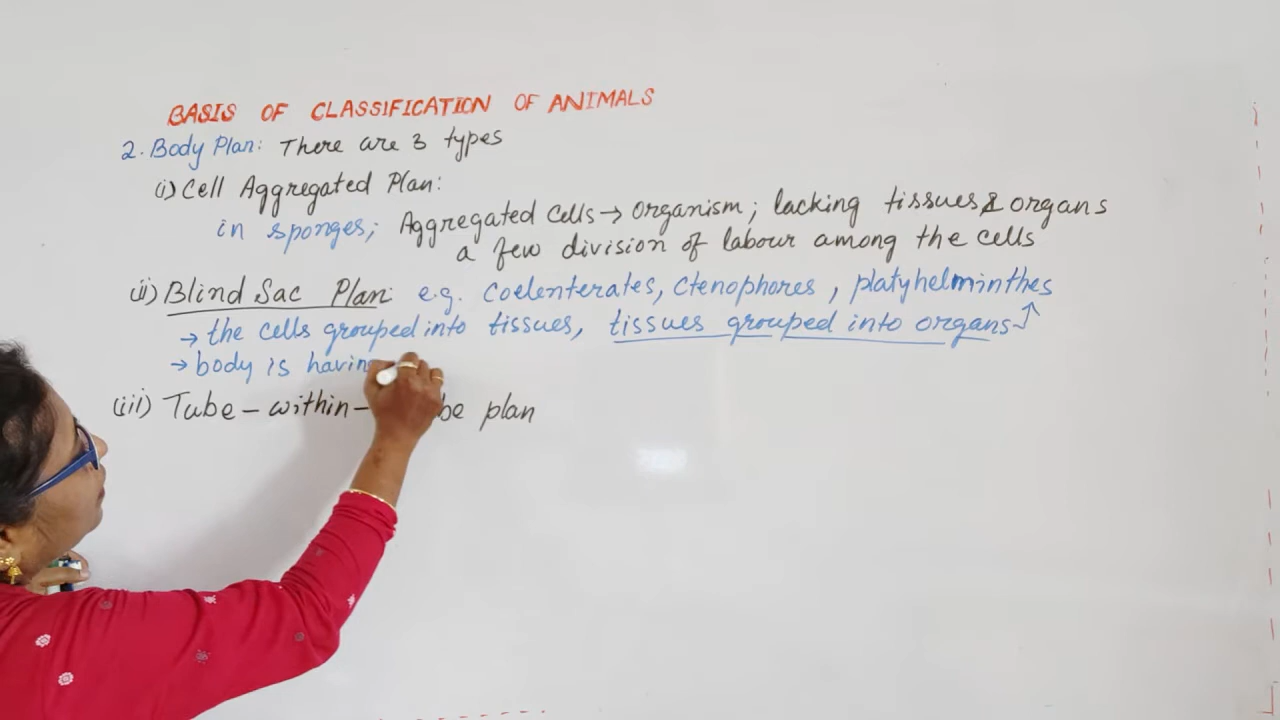 BASIS OF CLASSIFICATION OF ANIMALS
2. Body Plan: There are 3 types
(i) Cell Aggregated Plan:
in sponges; Aggregated Cells → Organism; lacking tissues & organs
a few division of labour among the cells
ii) Blind Sac Plan: e.g. Coelenterates, Ctenophores, platyhelminthes
→ the cells grouped into tissues, tissues grouped into organs
→ body is having
(iii) Tube - within - be plan